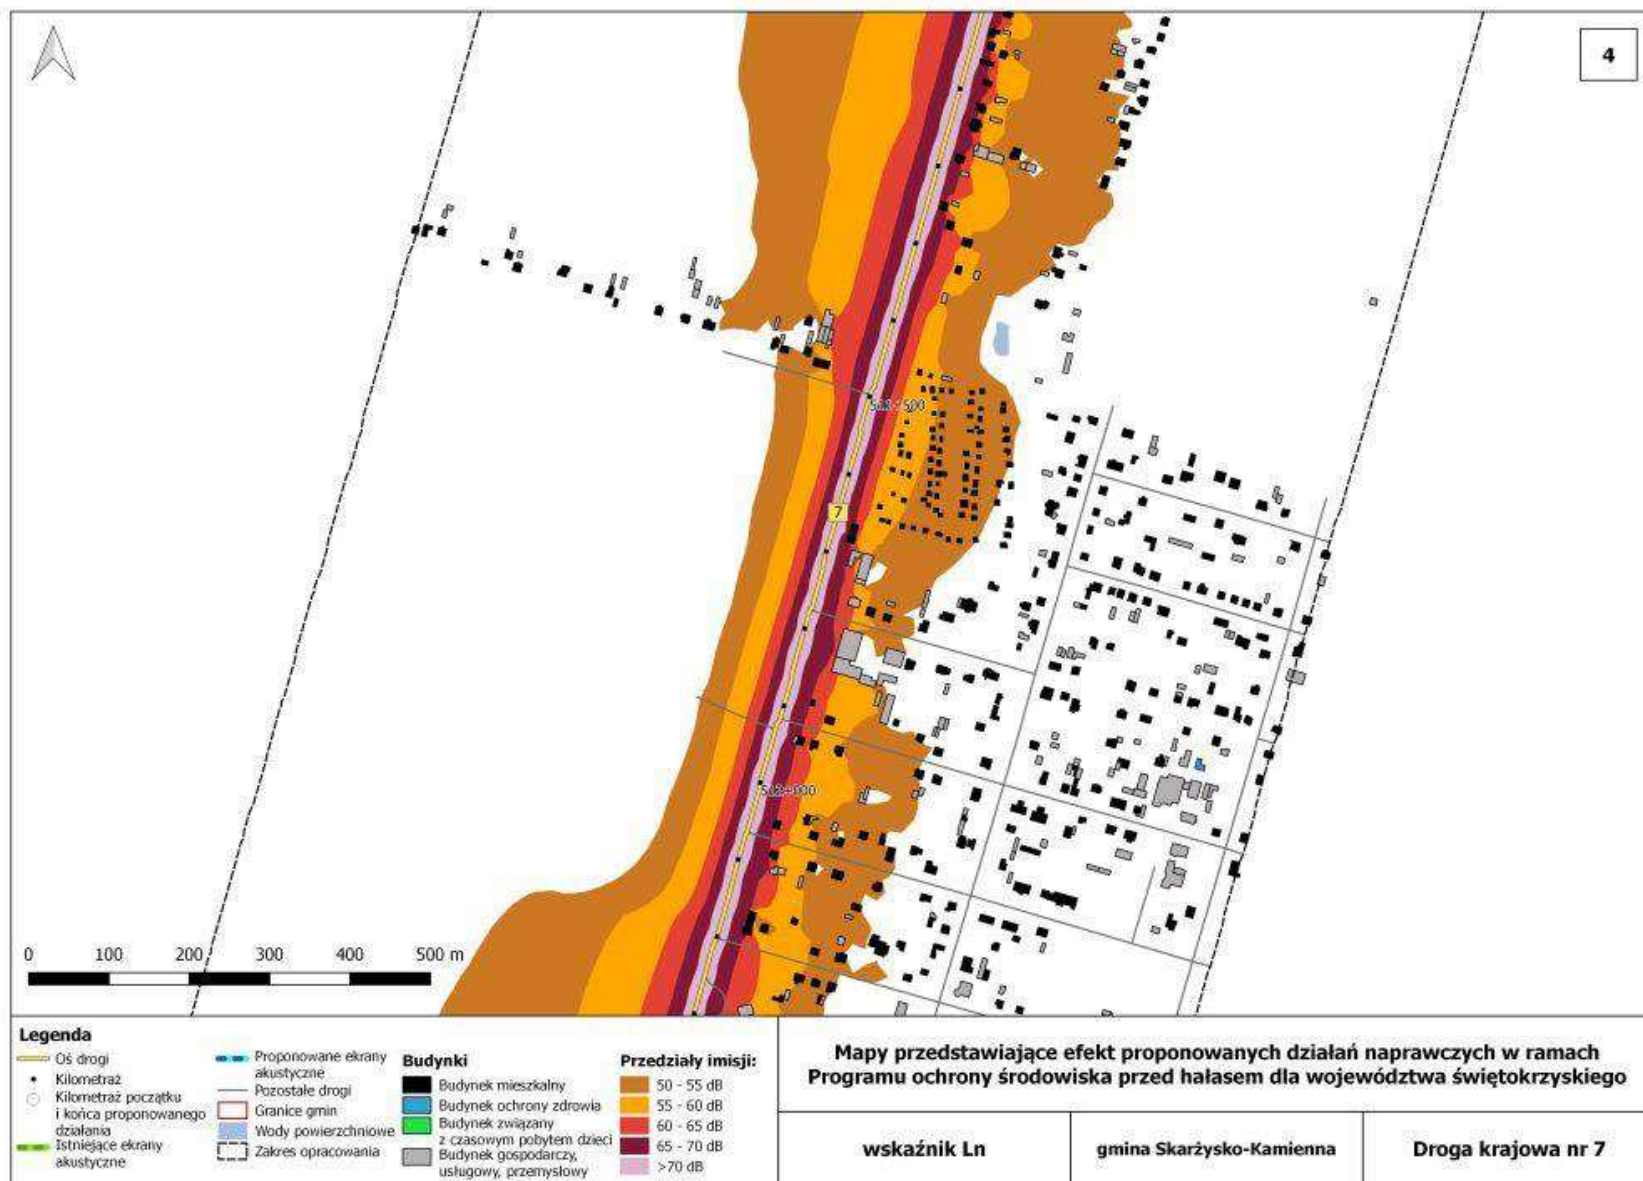 4
512+500
7
512+000
0 100 200 300 400 500 m
Legenda
Oś drogi
Kilometraż
Kilometraż początku
i końca proponowanego
działania
Istniejące ekrany
akustyczne
Proponowane ekrany
akustyczne
Pozostałe drogi
Granice gmin
Wody powierzchniowe
Zakres opracowania
Budynki
Budynek mieszkalny
Budynek ochrony zdrowia
Budynek związany
z czasowym pobytem dzieci
Budynek gospodarczy,
usługowy, przemysłowy
Przedziały imisji:
50 - 55 dB
55 - 60 dB
60 - 65 dB
65 - 70 dB
>70 dB
Mapy przedstawiające efekt proponowanych działań naprawczych w ramach
Programu ochrony środowiska przed hałasem dla województwa świętokrzyskiego
wskaźnik Ln
gmina Skarżysko-Kamienna
Droga krajowa nr 7